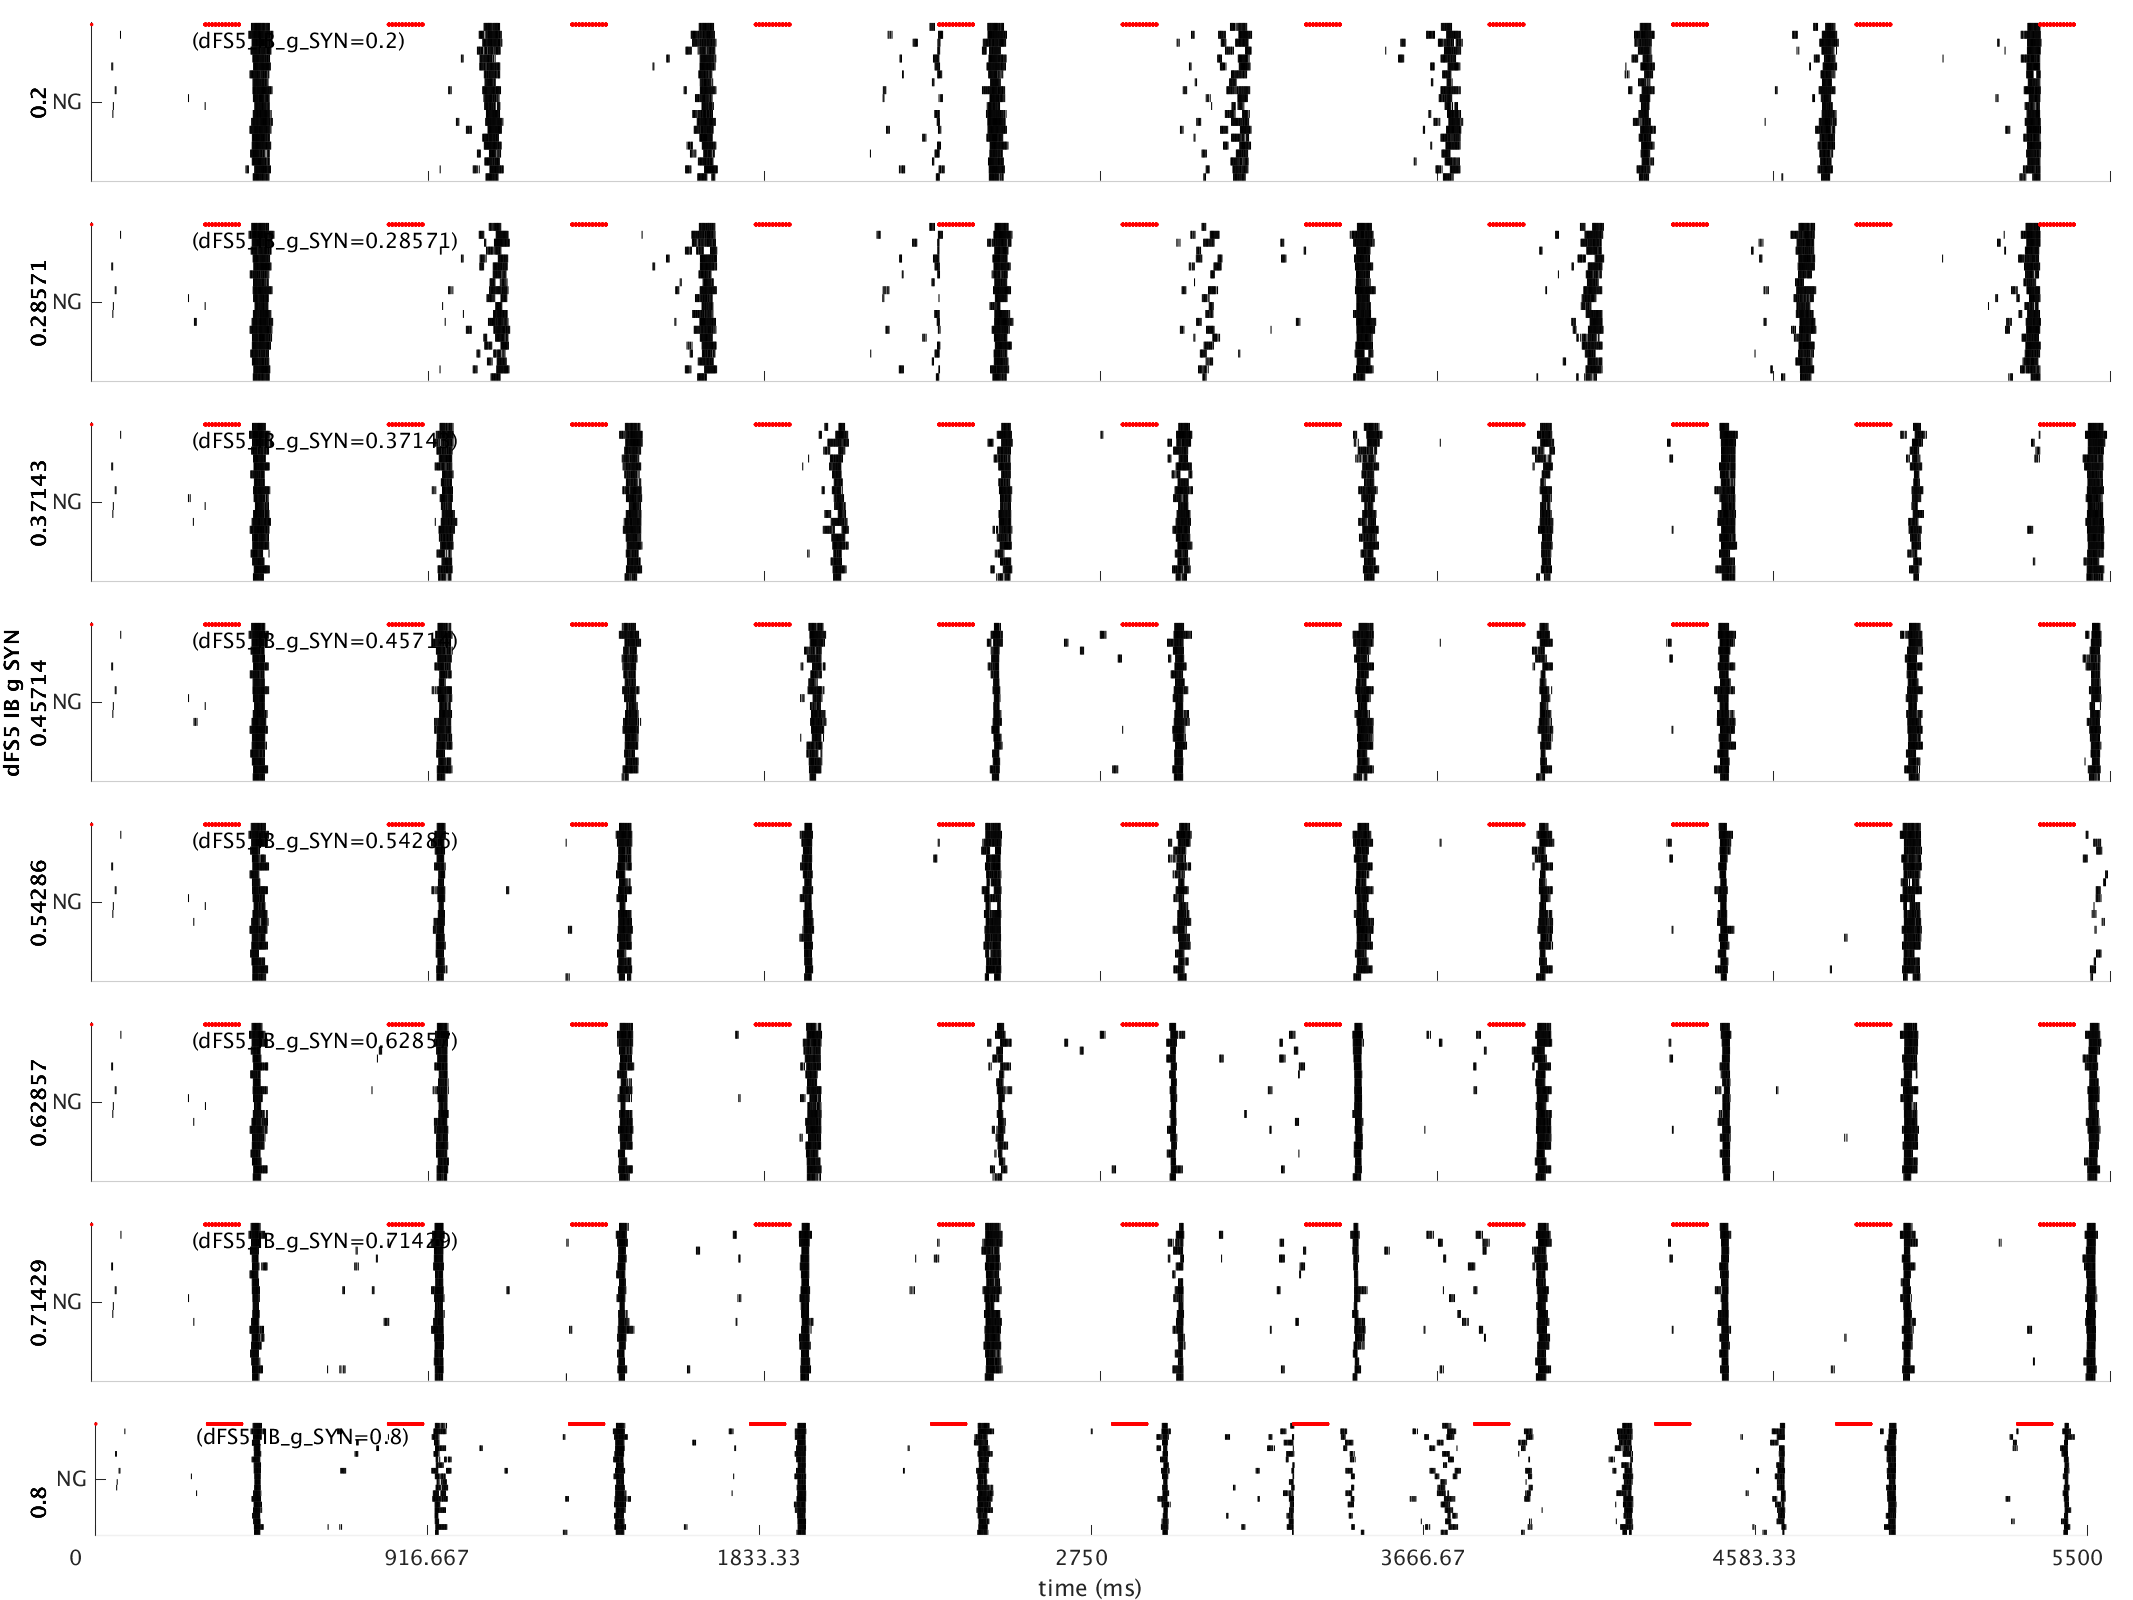 (dFS5_IB_g_SYN=0.2)
0.2
NG
(dFS5_IB_g_SYN=0.28571)
0.28571
NG
(dFS5_IB_g_SYN=0.37143)
0.37143
NG
(dFS5_IB_g_SYN=0.45714)
0.45714
NG
dFS5 IB g SYN
(dFS5_IB_g_SYN=0.54286)
0.54286
NG
(dFS5_IB_g_SYN=0.62857)
0.62857
NG
(dFS5_IB_g_SYN=0.71429)
0.71429
NG
(dFS5_IB_g_SYN=0.8)
0.8
NG
0 916.667 1833.33 2750 3666.67 4583.33 5500
time (ms)